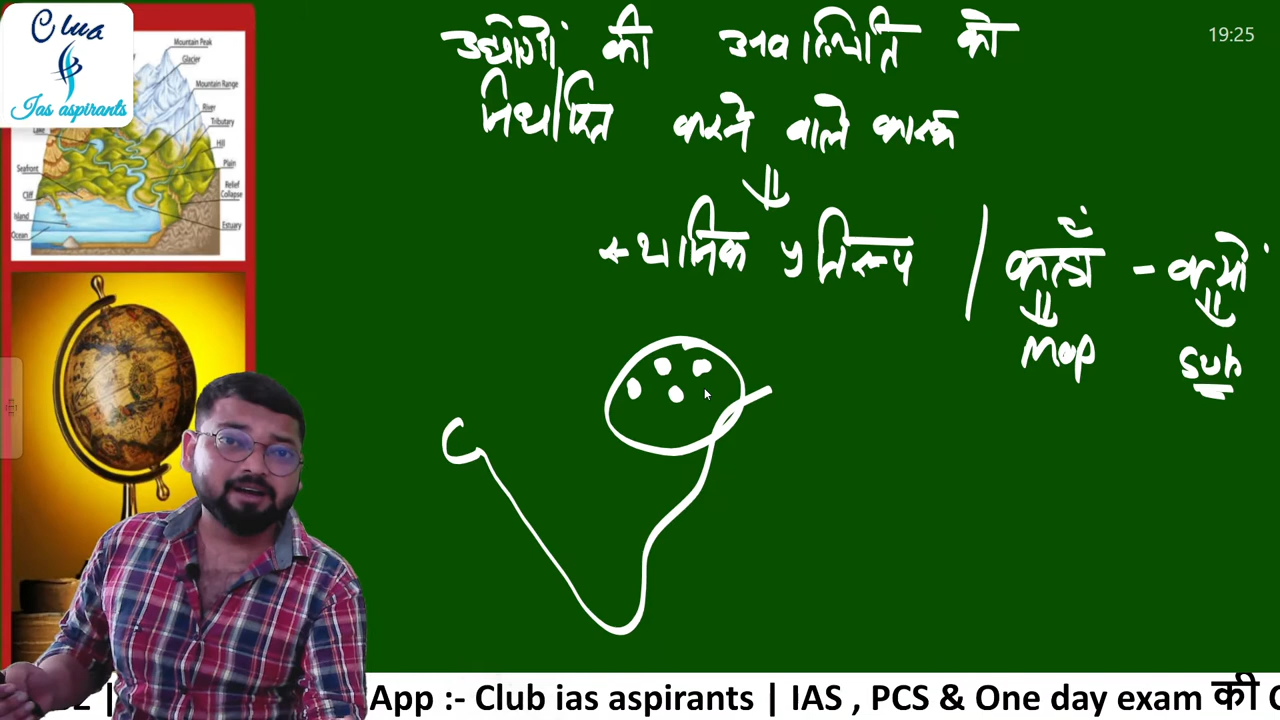 Clua
Ias aspirants
Mountain Peak
Glacier
Mountain Range
River
Tributary
Lake
Hill
Plain
Seafront
Relief
Collapse
Cliff
Island
Estuary
Ocean
19:25
उद्योगों की अवस्थिति को
निर्धारित करने वाले कारक
स्थानिक प्रतिरूप | कहाँ - क्यों
Map Sub
App :- Club ias aspirants | IAS , PCS & One day exam की C